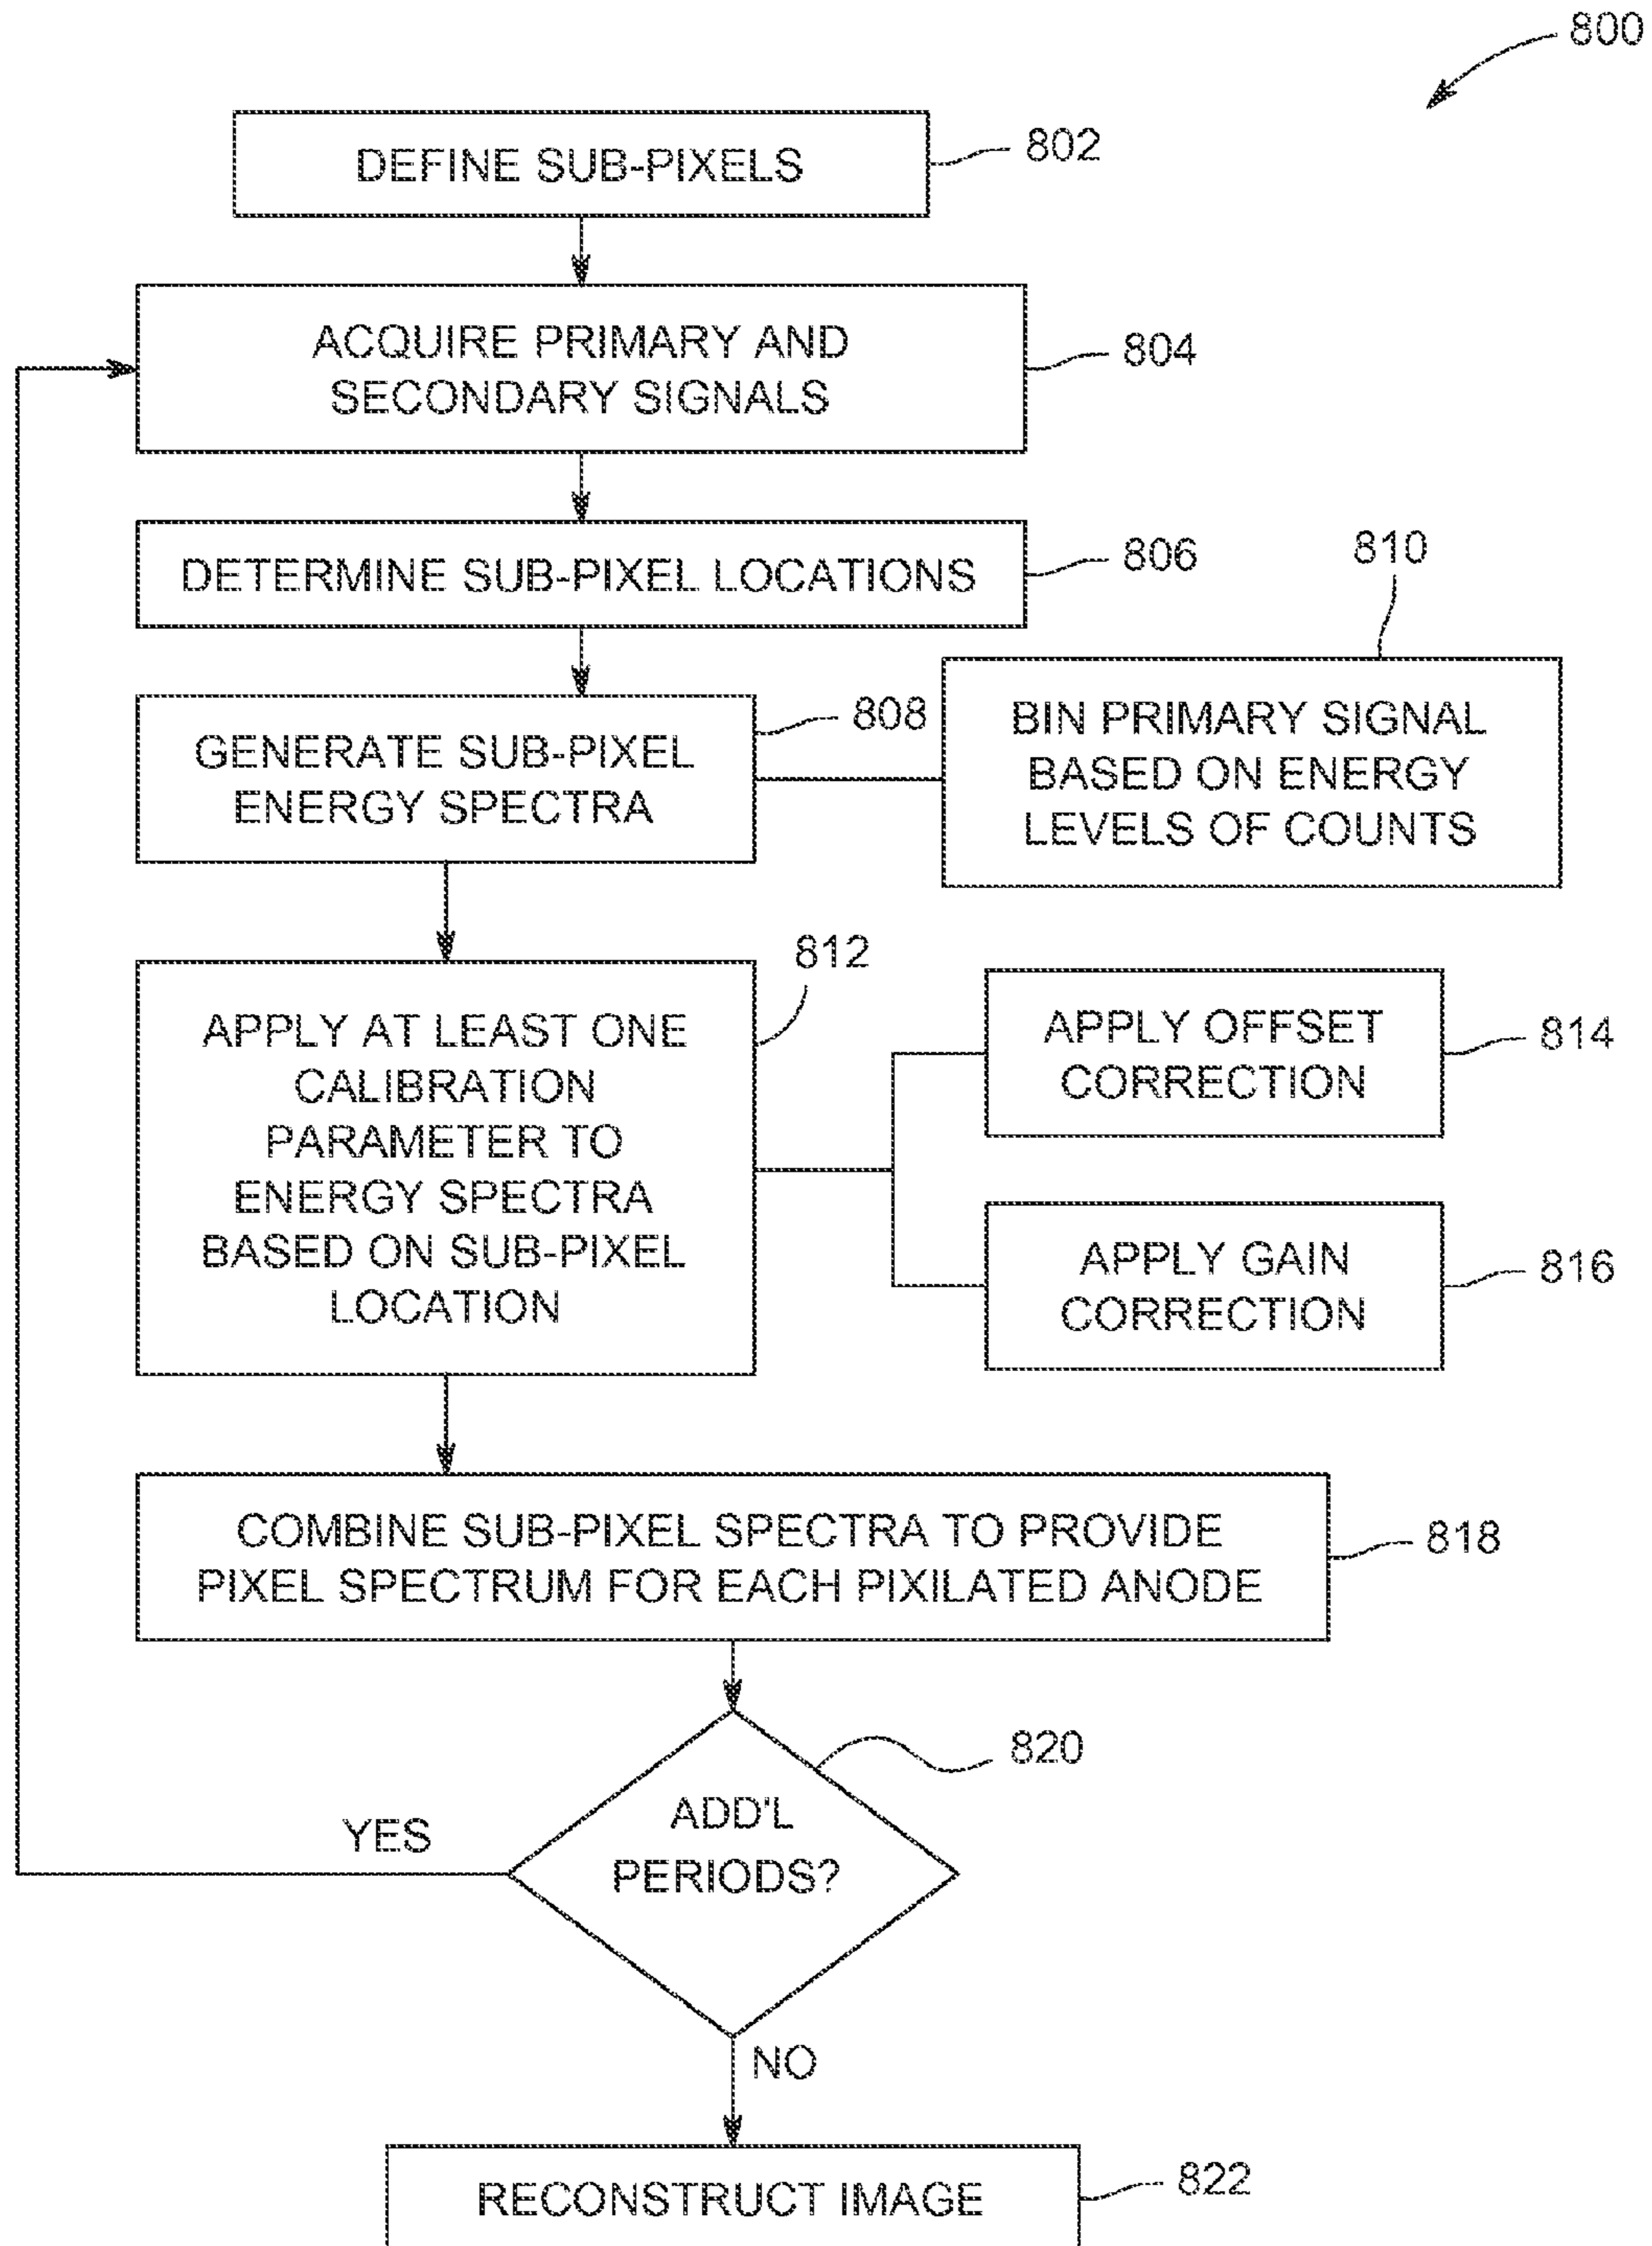 800
DEFINE SUB-PIXELS
802
ACQUIRE PRIMARY AND
SECONDARY SIGNALS
804
DETERMINE SUB-PIXEL LOCATIONS
806
810
GENERATE SUB-PIXEL
ENERGY SPECTRA
808
BIN PRIMARY SIGNAL
BASED ON ENERGY
LEVELS OF COUNTS
812
APPLY AT LEAST ONE
CALIBRATION
PARAMETER TO
ENERGY SPECTRA
BASED ON SUB-PIXEL
LOCATION
APPLY OFFSET
CORRECTION
814
APPLY GAIN
CORRECTION
816
COMBINE SUB-PIXEL SPECTRA TO PROVIDE
PIXEL SPECTRUM FOR EACH PIXILATED ANODE
818
820
ADD'L
PERIODS?
YES
NO
RECONSTRUCT IMAGE
822